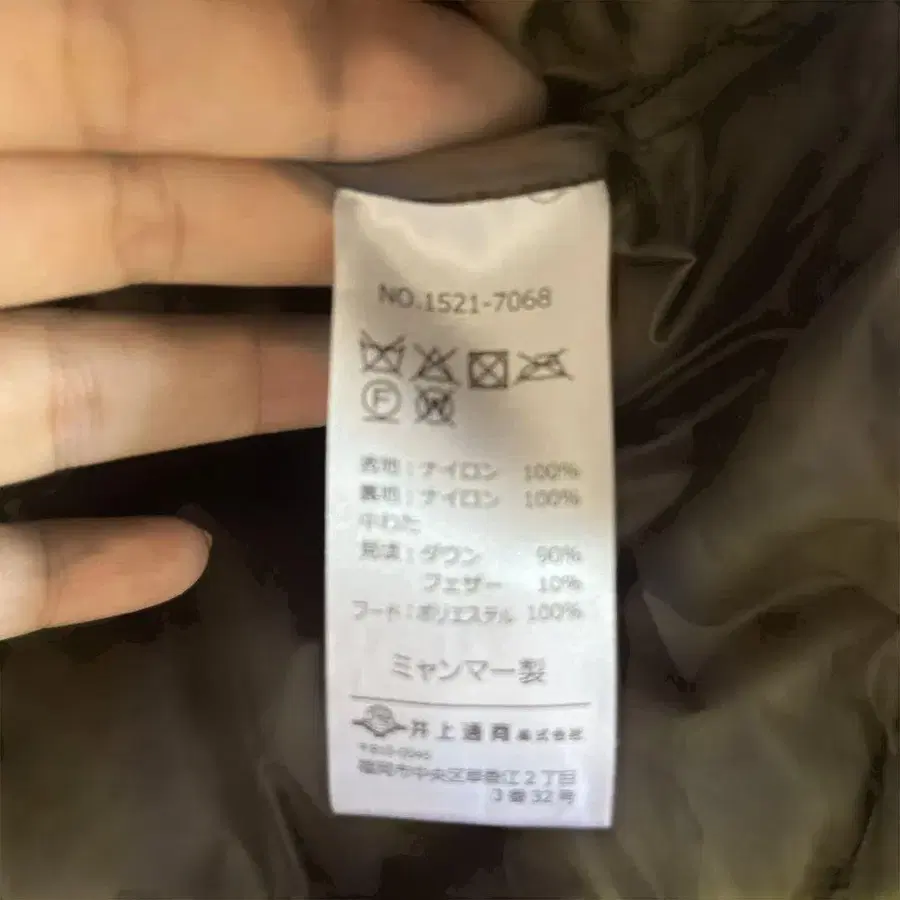 NO.1521-7068
F
表地：ナイロン 100%
裏地：ナイロン 100%
中わた
身頃：ダウン 90%
フェザー 10%
フード：ポリエステル 100%
ミャンマー製
井上通商株式会社
福岡市中央区草香江2丁目
3番32号